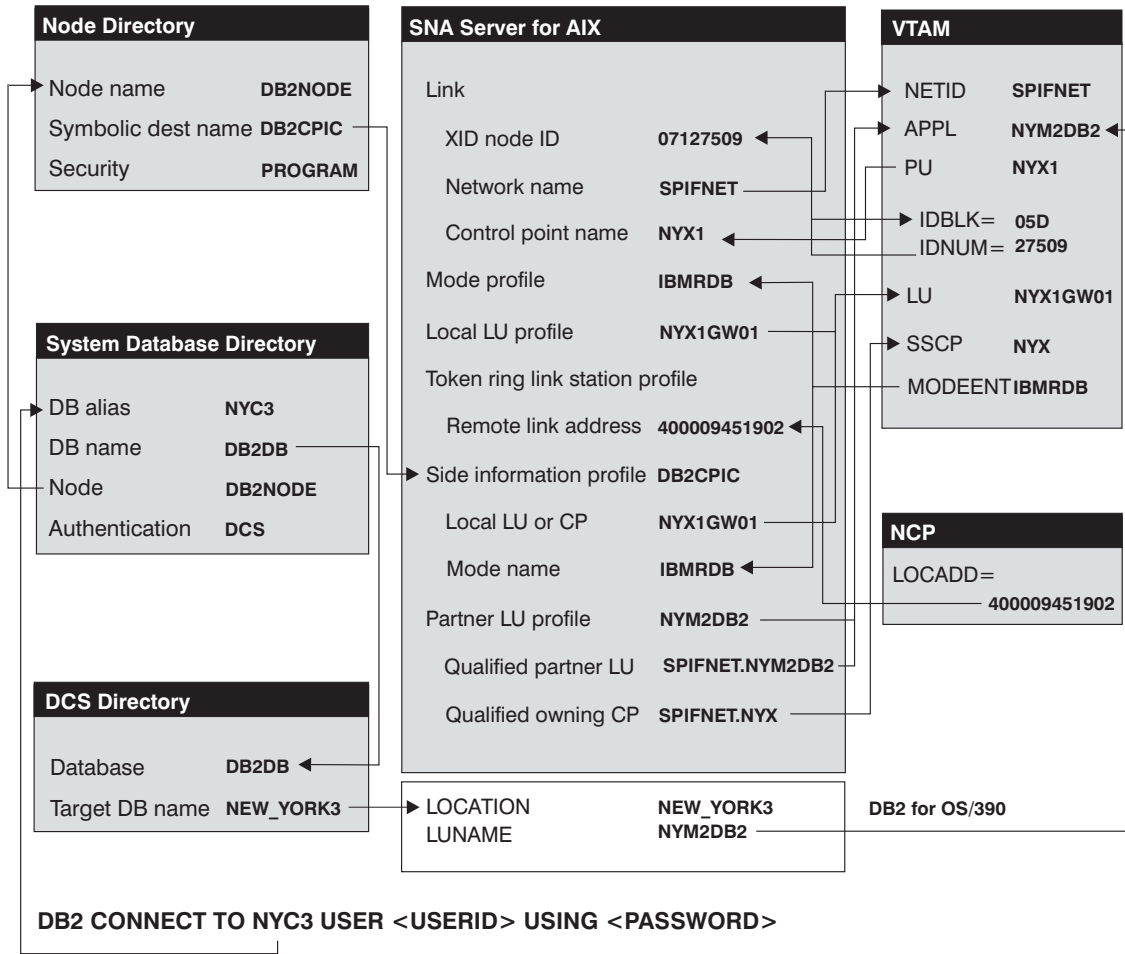 Node Directory
Node name DB2NODE
Symbolic dest name DB2CPIC
Security PROGRAM
System Database Directory
DB alias NYC3
DB name DB2DB
Node DB2NODE
Authentication DCS
DCS Directory
Database DB2DB
Target DB name NEW_YORK3
SNA Server for AIX
Link
XID node ID 07127509
Network name SPIFNET
Control point name NYX1
Mode profile IBMRDB
Local LU profile NYX1GW01
Token ring link station profile
Remote link address 400009451902
Side information profile DB2CPIC
Local LU or CP NYX1GW01
Mode name IBMRDB
Partner LU profile NYM2DB2
Qualified partner LU SPIFNET.NYM2DB2
Qualified owning CP SPIFNET.NYX
LOCATION NEW_YORK3
LUNAME NYM2DB2
DB2 for OS/390
VTAM
NETID SPIFNET
APPL NYM2DB2
PU NYX1
IDBLK= 05D
IDNUM= 27509
LU NYX1GW01
SSCP NYX
MODEENT IBMRDB
NCP
LOCADD=
400009451902
DB2 CONNECT TO NYC3 USER <USERID> USING <PASSWORD>